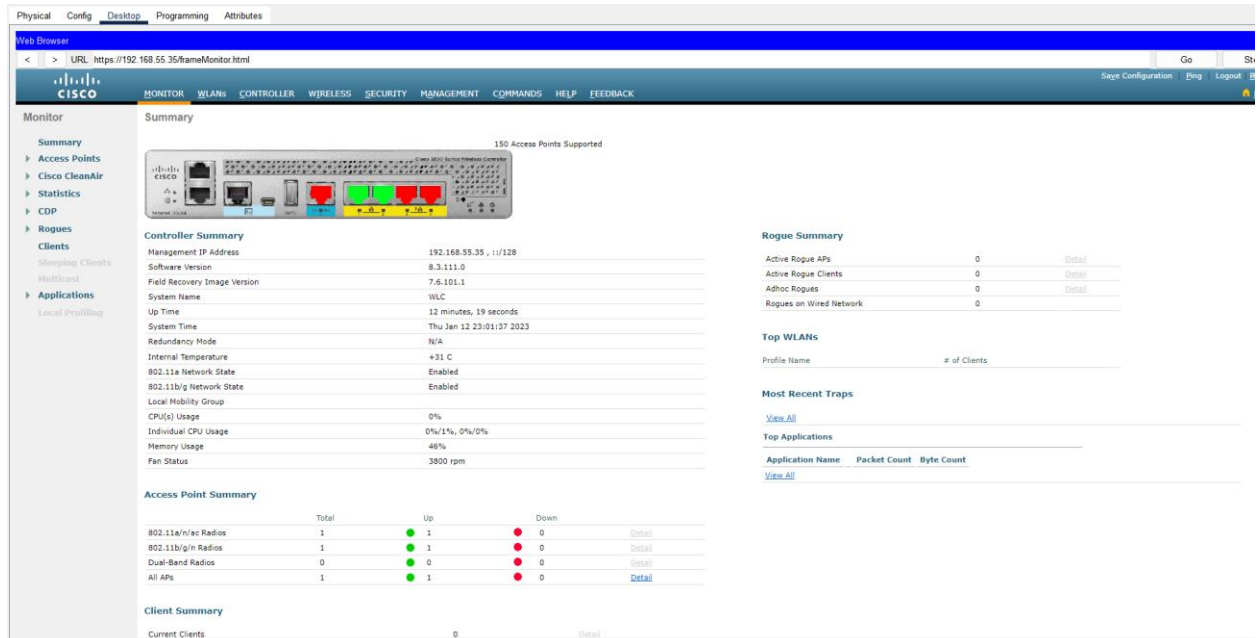 Physical Config Desktop Programming Attributes
Web Browser
< > URL https://192.168.55.35/frameMonitor.html Go
Save Configuration Ping Logout
CISCO
MONITOR WLANs CONTROLLER WIRELESS SECURITY MANAGEMENT COMMANDS HELP FEEDBACK
Monitor
Summary
Access Points
Cisco CleanAir
Statistics
CDP
Rogues
Clients
Sleeping Clients
Multicast
Applications
Local Profiling
Summary
150 Access Points Supported
CISCO
Controller Summary
Management IP Address 192.168.55.35 , ::/128
Software Version 8.3.111.0
Field Recovery Image Version 7.6.101.1
System Name WLC
Up Time 12 minutes, 19 seconds
System Time Thu Jan 12 23:01:37 2023
Redundancy Mode N/A
Internal Temperature +31 C
802.11a Network State Enabled
802.11b/g Network State Enabled
Local Mobility Group
CPU(s) Usage 0%
Individual CPU Usage 0%/1%, 0%/0%
Memory Usage 46%
Fan Status 3800 rpm
Access Point Summary
Total Up Down
802.11a/n/ac Radios 1 1 0 Detail
802.11b/g/n Radios 1 1 0 Detail
Dual-Band Radios 0 0 0 Detail
All APs 1 1 0 Detail
Client Summary
Current Clients 0 Detail
Rogue Summary
Active Rogue APs 0 Detail
Active Rogue Clients 0 Detail
Adhoc Rogues 0 Detail
Rogues on Wired Network 0
Top WLANs
Profile Name # of Clients
Most Recent Traps
View All
Top Applications
Application Name Packet Count Byte Count
View All